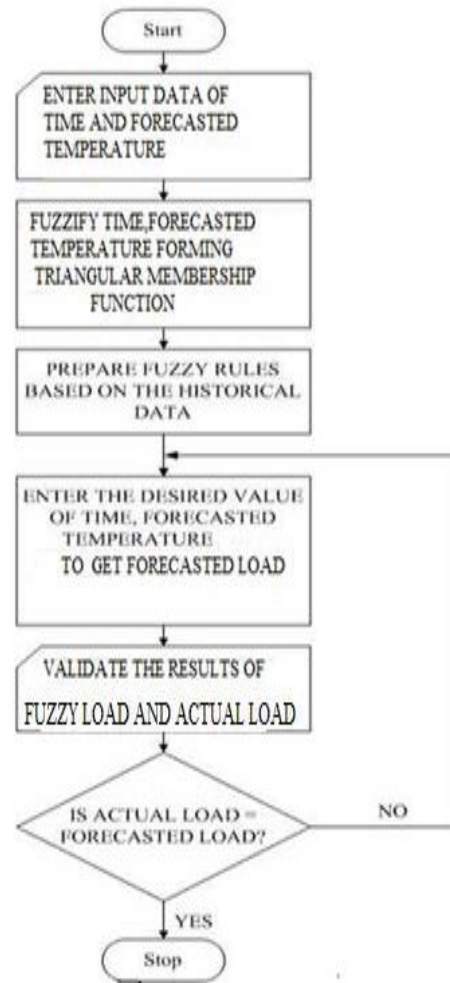 Start
ENTER INPUT DATA OF
TIME AND FORECASTED
TEMPERATURE
FUZZIFY TIME,FORECASTED
TEMPERATURE FORMING
TRIANGULAR MEMBERSHIP
FUNCTION
PREPARE FUZZY RULES
BASED ON THE HISTORICAL
DATA
ENTER THE DESIRED VALUE
OF TIME, FORECASTED
TEMPERATURE
TO GET FORECASTED LOAD
VALIDATE THE RESULTS OF
FUZZY LOAD AND ACTUAL LOAD
IS ACTUAL LOAD =
FORECASTED LOAD?
NO
YES
Stop